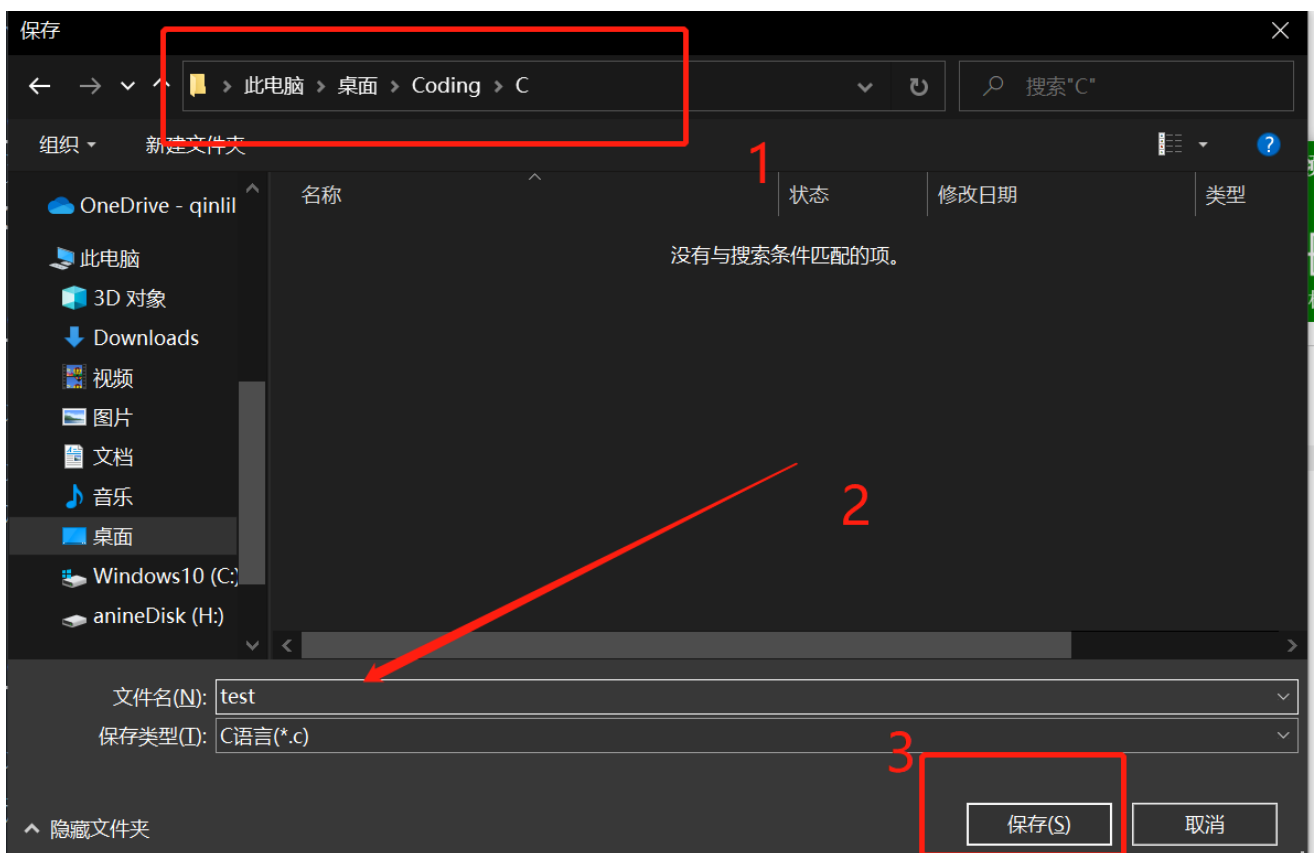 保存
此电脑 > 桌面 > Coding > C
搜索"C"
组织
新建文件夹
1
名称
状态
修改日期
类型
OneDrive - qinlil
没有与搜索条件匹配的项。
此电脑
3D 对象
Downloads
视频
图片
文档
音乐
2
桌面
Windows10 (C:)
anineDisk (H:)
文件名(N): test
保存类型(T): C语言(*.c)
3
隐藏文件夹
保存(S)
取消